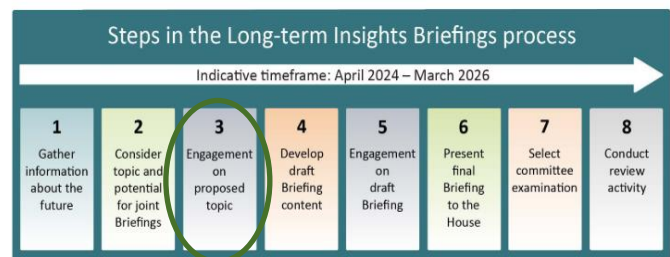 Steps in the Long-term Insights Briefings process
Indicative timeframe: April 2024 – March 2026
1
Gather
information
about the
future
2
Consider
topic and
potential
for joint
Briefings
3
Engagement
on
proposed
topic
4
Develop
draft
Briefing
content
5
Engagement
on
draft
Briefing
6
Present
final
Briefing
to the
House
7
Select
committee
examination
8
Conduct
review
activity